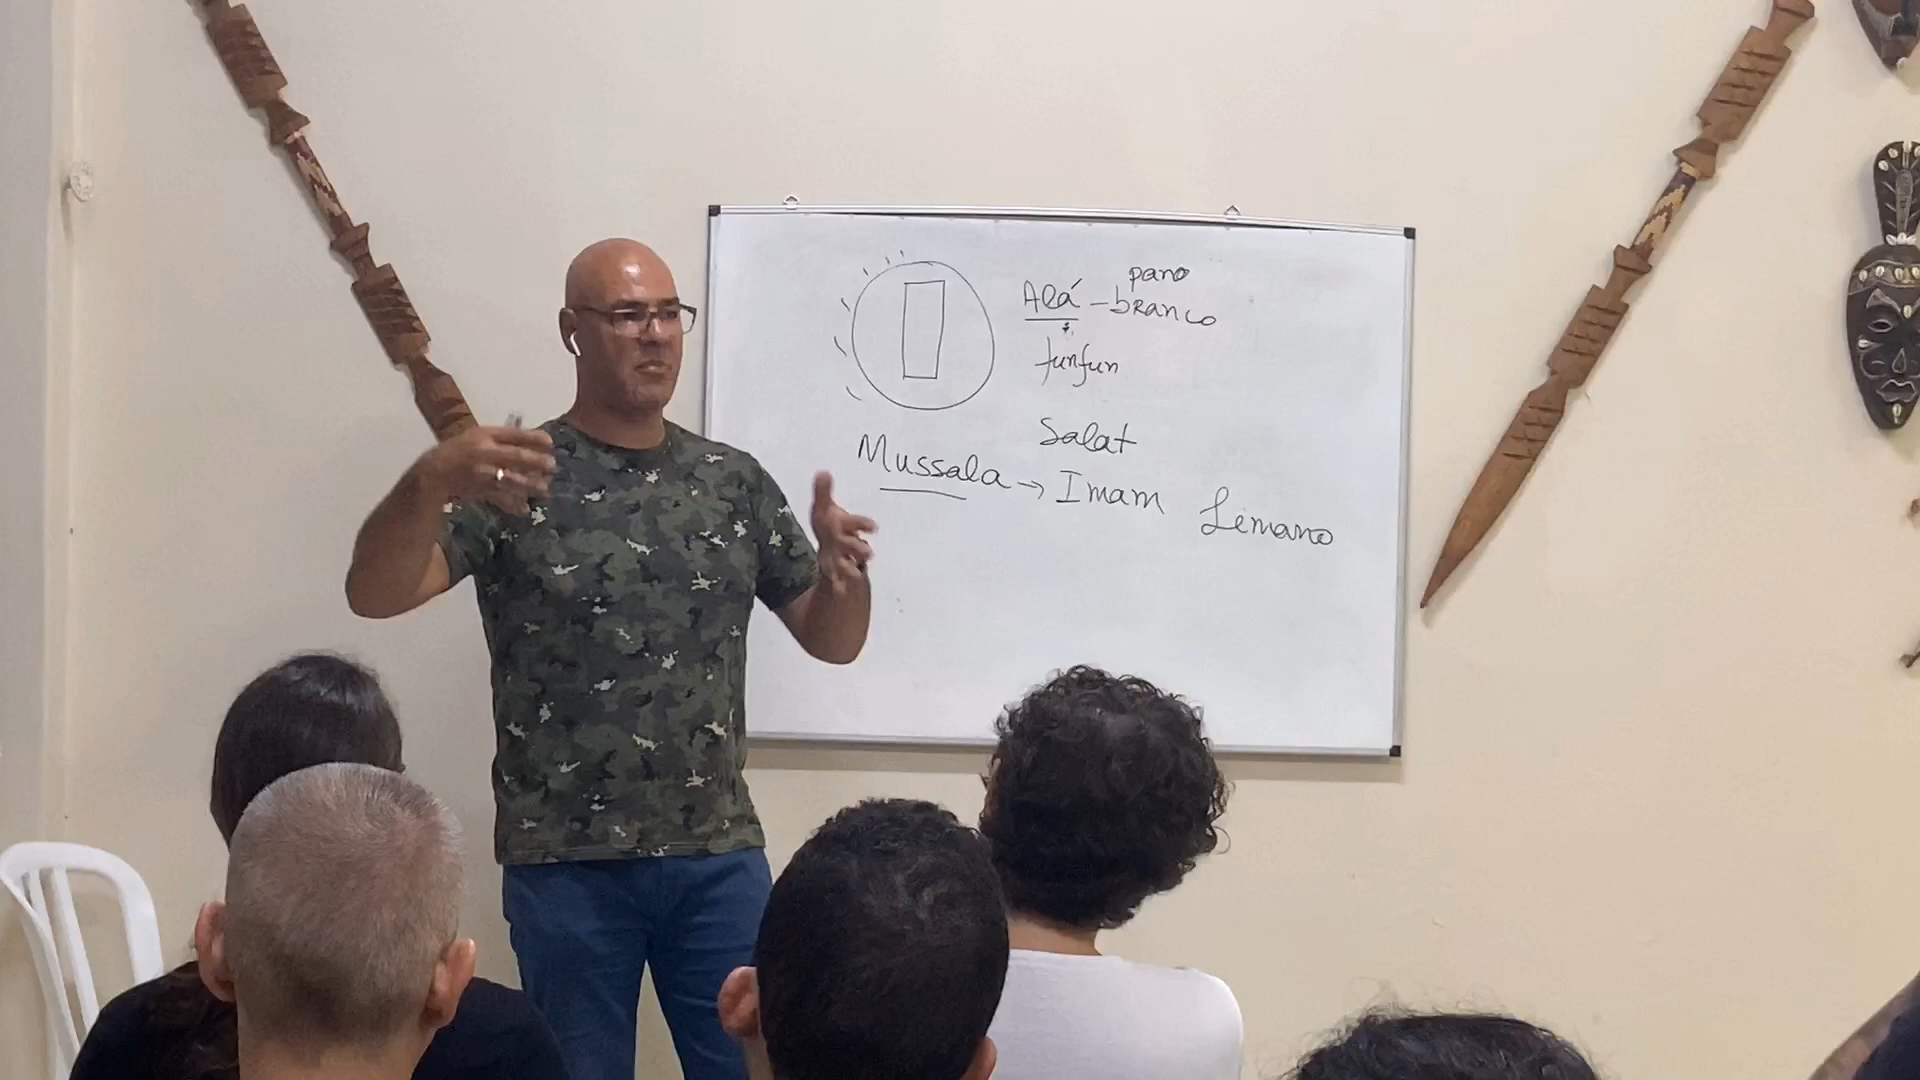 pano
Alá - branco
funfun
Salat
Mussala → Imam Lemano